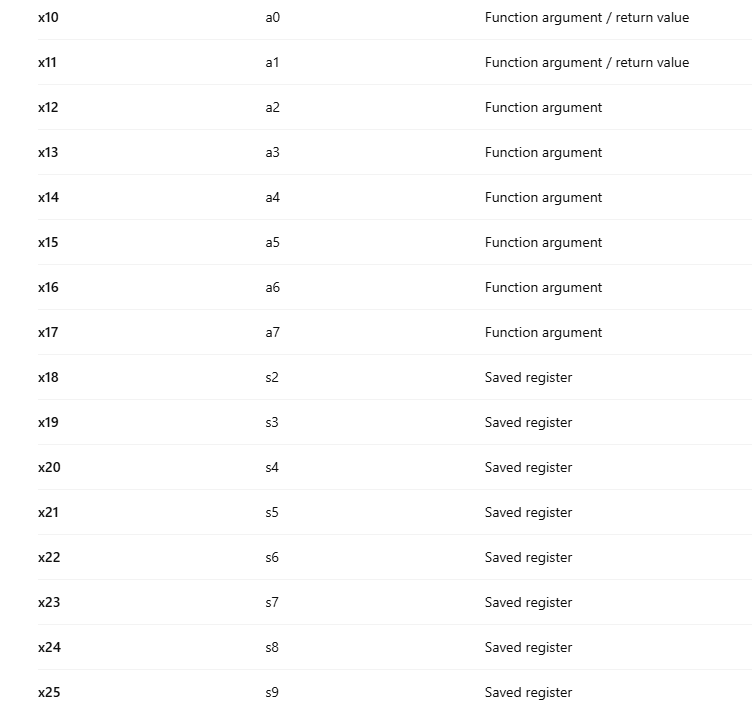 x10 a0 Function argument / return value
x11 a1 Function argument / return value
x12 a2 Function argument
x13 a3 Function argument
x14 a4 Function argument
x15 a5 Function argument
x16 a6 Function argument
x17 a7 Function argument
x18 s2 Saved register
x19 s3 Saved register
x20 s4 Saved register
x21 s5 Saved register
x22 s6 Saved register
x23 s7 Saved register
x24 s8 Saved register
x25 s9 Saved register